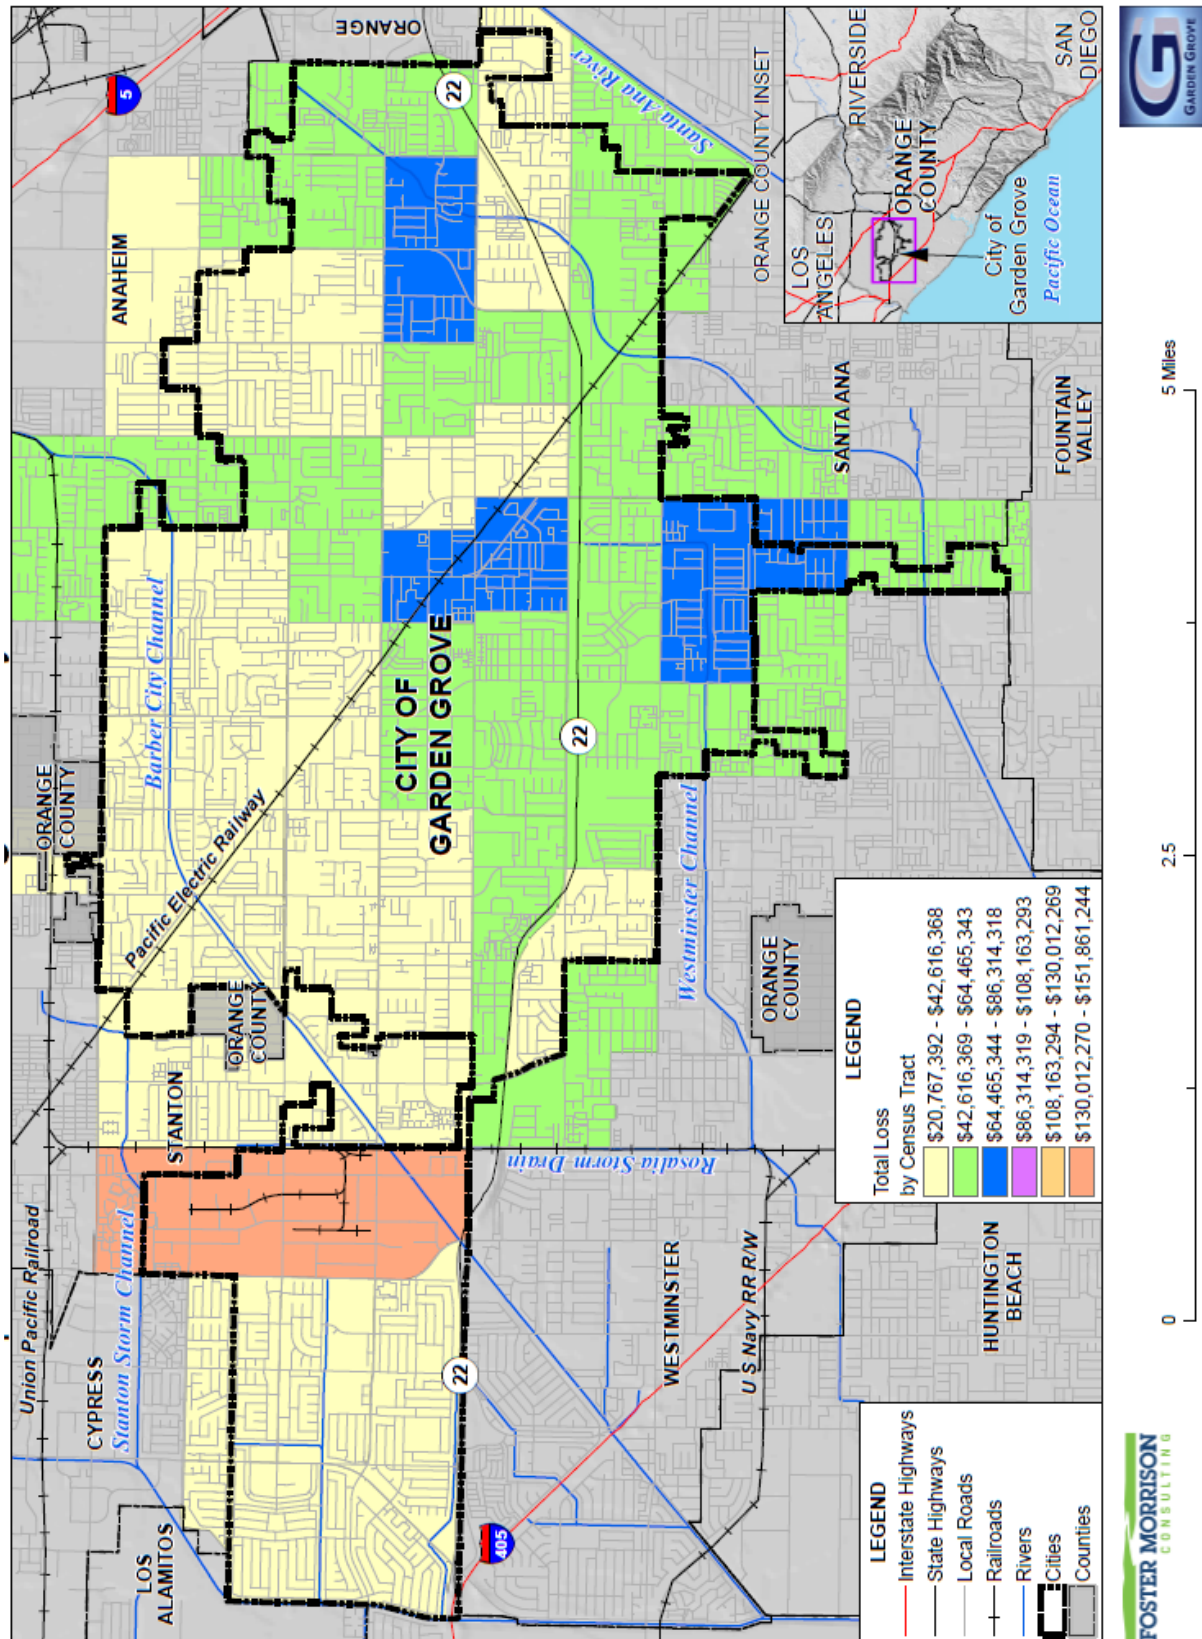 ORANGE
5
22
Santa Ana River
ANAHEIM
ORANGE COUNTY INSET
RIVERSIDE
SAN
DIEGO
ORANGE
COUNTY
LOS
ANGELES
City of
Garden Grove
Pacific Ocean
G
GARDEN GROVE
SANTA ANA
FOUNTAIN
VALLEY
Barber City Channel
ORANGE
COUNTY
CITY OF
GARDEN GROVE
22
Pacific Electric Railway
Westminster Channel
ORANGE
COUNTY
ORANGE
COUNTY
STANTON
Rosalia Storm Drain
Union Pacific Railroad
Stanton Storm Channel
CYPRESS
WESTMINSTER
U S Navy RR R/W
HUNTINGTON
BEACH
22
LOS
ALAMITOS
405
LEGEND
Total Loss
by Census Tract
$20,767,392 - $42,616,368
$42,616,369 - $64,465,343
$64,465,344 - $86,314,318
$86,314,319 - $108,163,293
$108,163,294 - $130,012,269
$130,012,270 - $151,861,244
LEGEND
Interstate Highways
State Highways
Local Roads
Railroads
Rivers
Cities
Counties
0
2.5
5 Miles
FOSTER MORRISON
CONSULTING